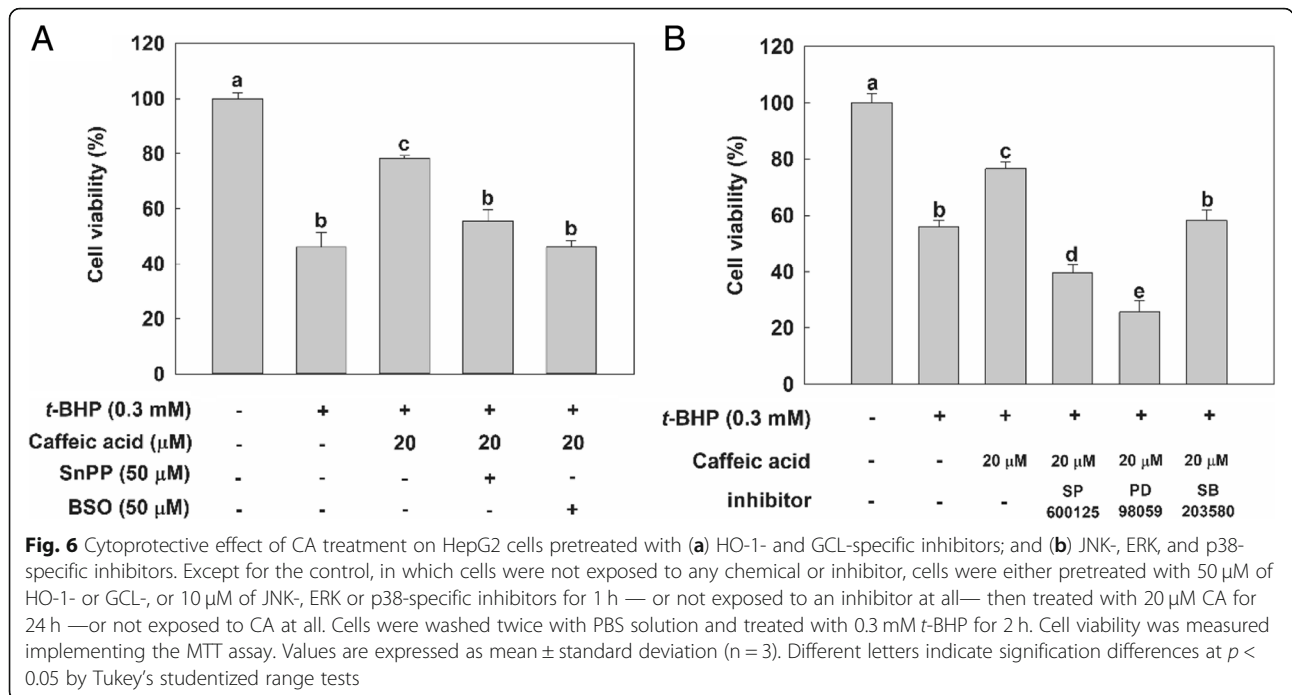 A
B
120
100
80
60
40
20
0
Cell viability (%)
a
b
c
b
b
t-BHP (0.3 mM) - + + + +
Caffeic acid (μM) - - 20 20 20
SnPP (50 μM) - - - + -
BSO (50 μM) - - - - +
120
100
80
60
40
20
0
Cell viability (%)
a
b
c
d
e
b
t-BHP (0.3 mM) - + + + + +
Caffeic acid - - 20 μM 20 μM 20 μM 20 μM
inhibitor - - - SP 600125 PD 98059 SB 203580
Fig. 6 Cytoprotective effect of CA treatment on HepG2 cells pretreated with (a) HO-1- and GCL-specific inhibitors; and (b) JNK-, ERK, and p38-
specific inhibitors. Except for the control, in which cells were not exposed to any chemical or inhibitor, cells were either pretreated with 50 μM of
HO-1- or GCL-, or 10 μM of JNK-, ERK or p38-specific inhibitors for 1 h — or not exposed to an inhibitor at all— then treated with 20 μM CA for
24 h —or not exposed to CA at all. Cells were washed twice with PBS solution and treated with 0.3 mM t-BHP for 2 h. Cell viability was measured
implementing the MTT assay. Values are expressed as mean ± standard deviation (n = 3). Different letters indicate signification differences at p <
0.05 by Tukey's studentized range tests